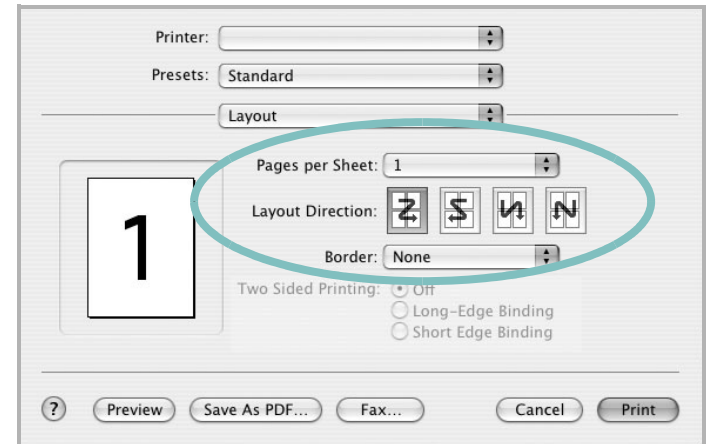 Printer:
Presets: Standard
Layout
Pages per Sheet: 1
Layout Direction:
Border: None
1
Two Sided Printing: Off
Long-Edge Binding
Short Edge Binding
? Preview Save As PDF... Fax... Cancel Print